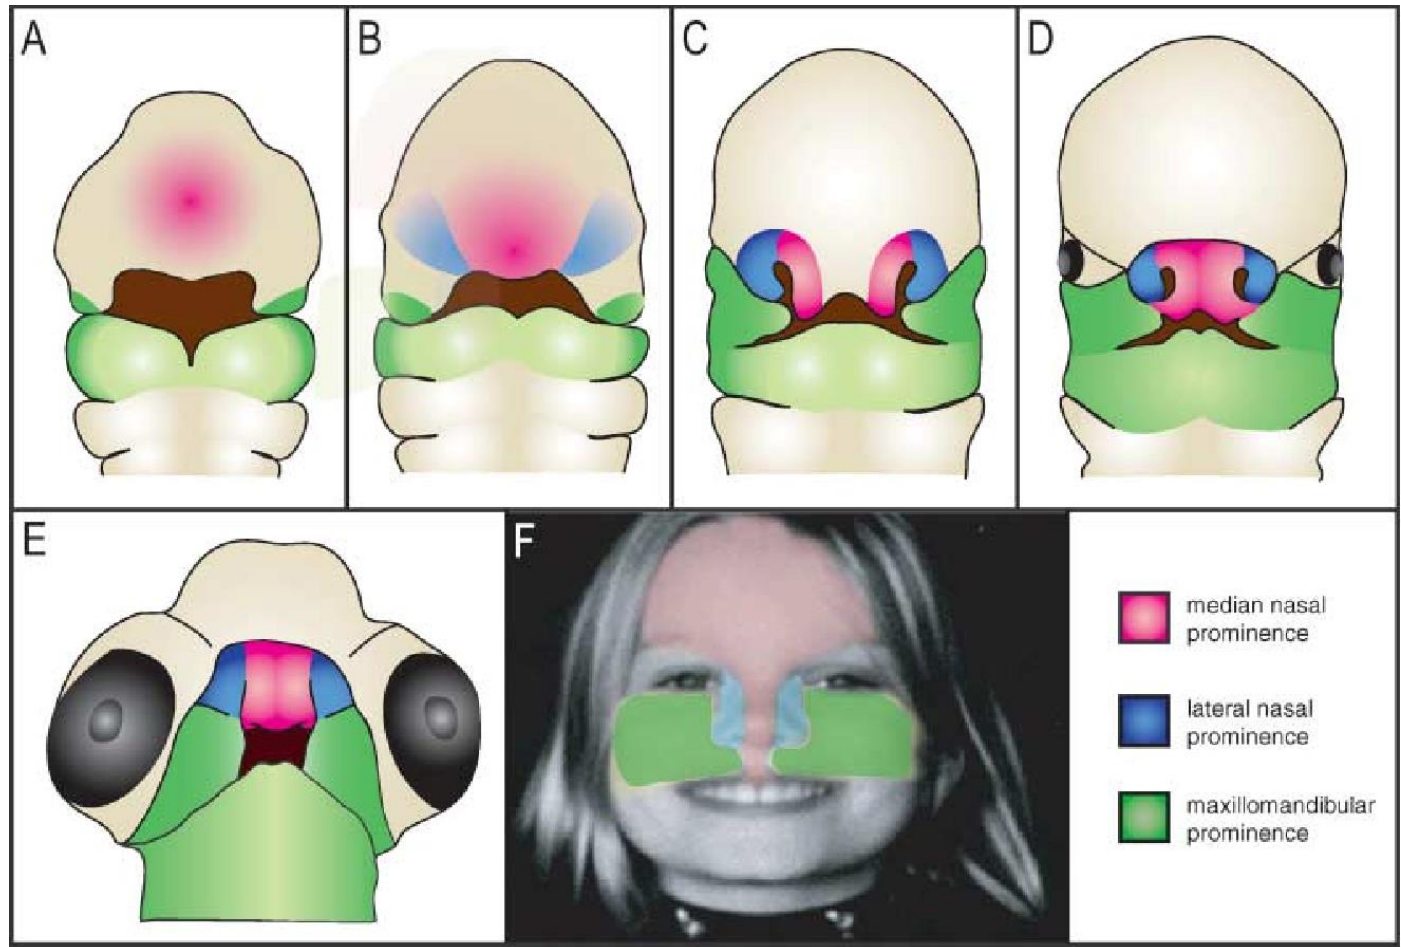 A
B
C
D
E
F
median nasal
prominence
lateral nasal
prominence
maxillomandibular
prominence